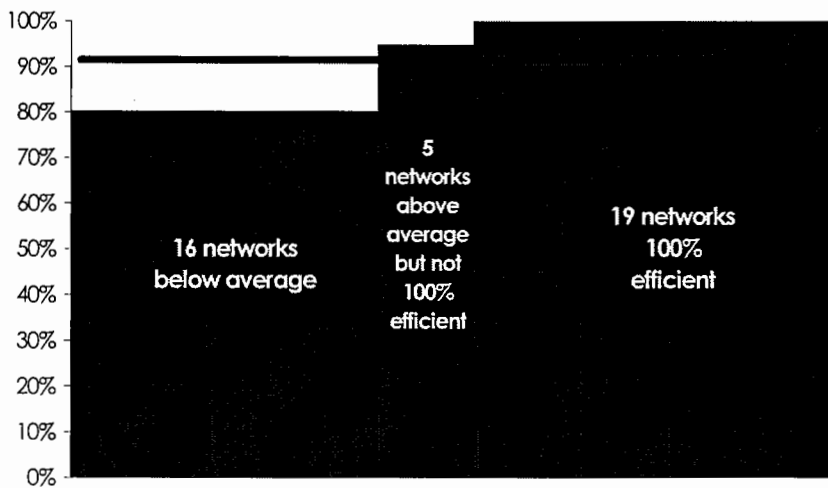 100%
90%
80%
70%
60%
50%
40%
30%
20%
10%
0%
16 networks
below average
5
networks
above
average
but not
100%
efficient
19 networks
100%
efficient